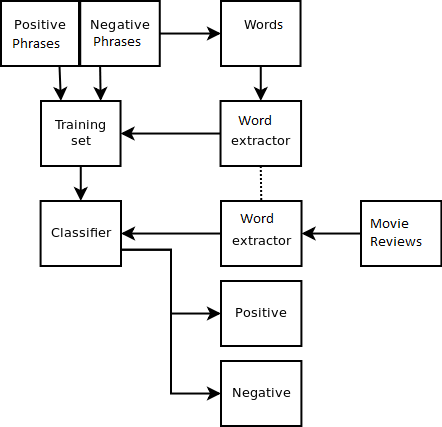 Positive
Phrases
Negative
Phrases
Words
Training
set
Word
extractor
Classifier
Word
extractor
Movie
Reviews
Positive
Negative